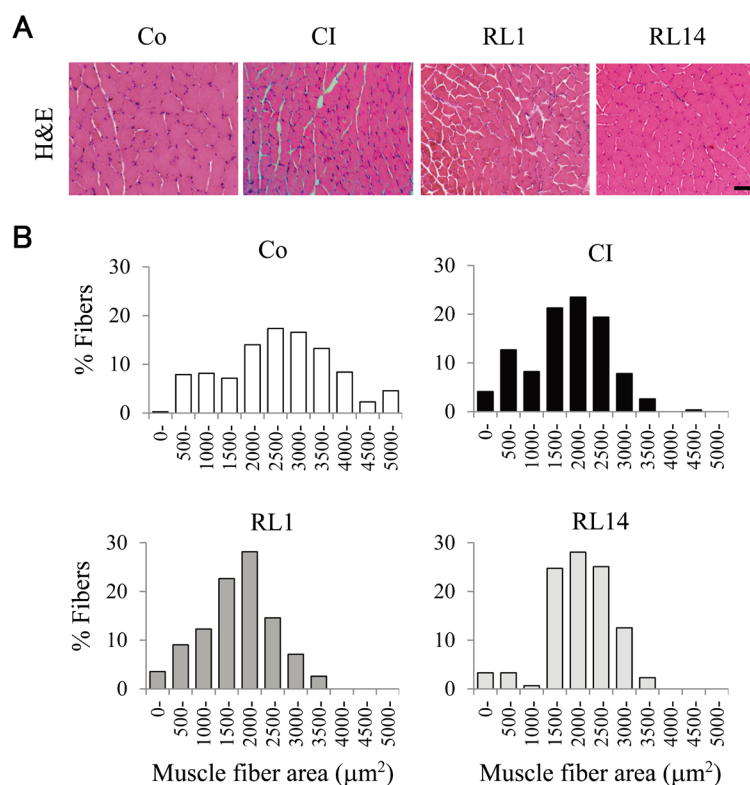 A
Co CI RL1 RL14
H&E
B
Co CI
% Fibers
30 30
20 20
10 10
0 0
0- 500- 1000- 1500- 2000- 2500- 3000- 3500- 4000- 4500- 5000- 0- 500- 1000- 1500- 2000- 2500- 3000- 3500- 4000- 4500- 5000-
RL1 RL14
% Fibers % Fibers
30 30
20 20
10 10
0 0
0- 500- 1000- 1500- 2000- 2500- 3000- 3500- 4000- 4500- 5000- 0- 500- 1000- 1500- 2000- 2500- 3000- 3500- 4000- 4500- 5000-
Muscle fiber area (μm²) Muscle fiber area (μm²)